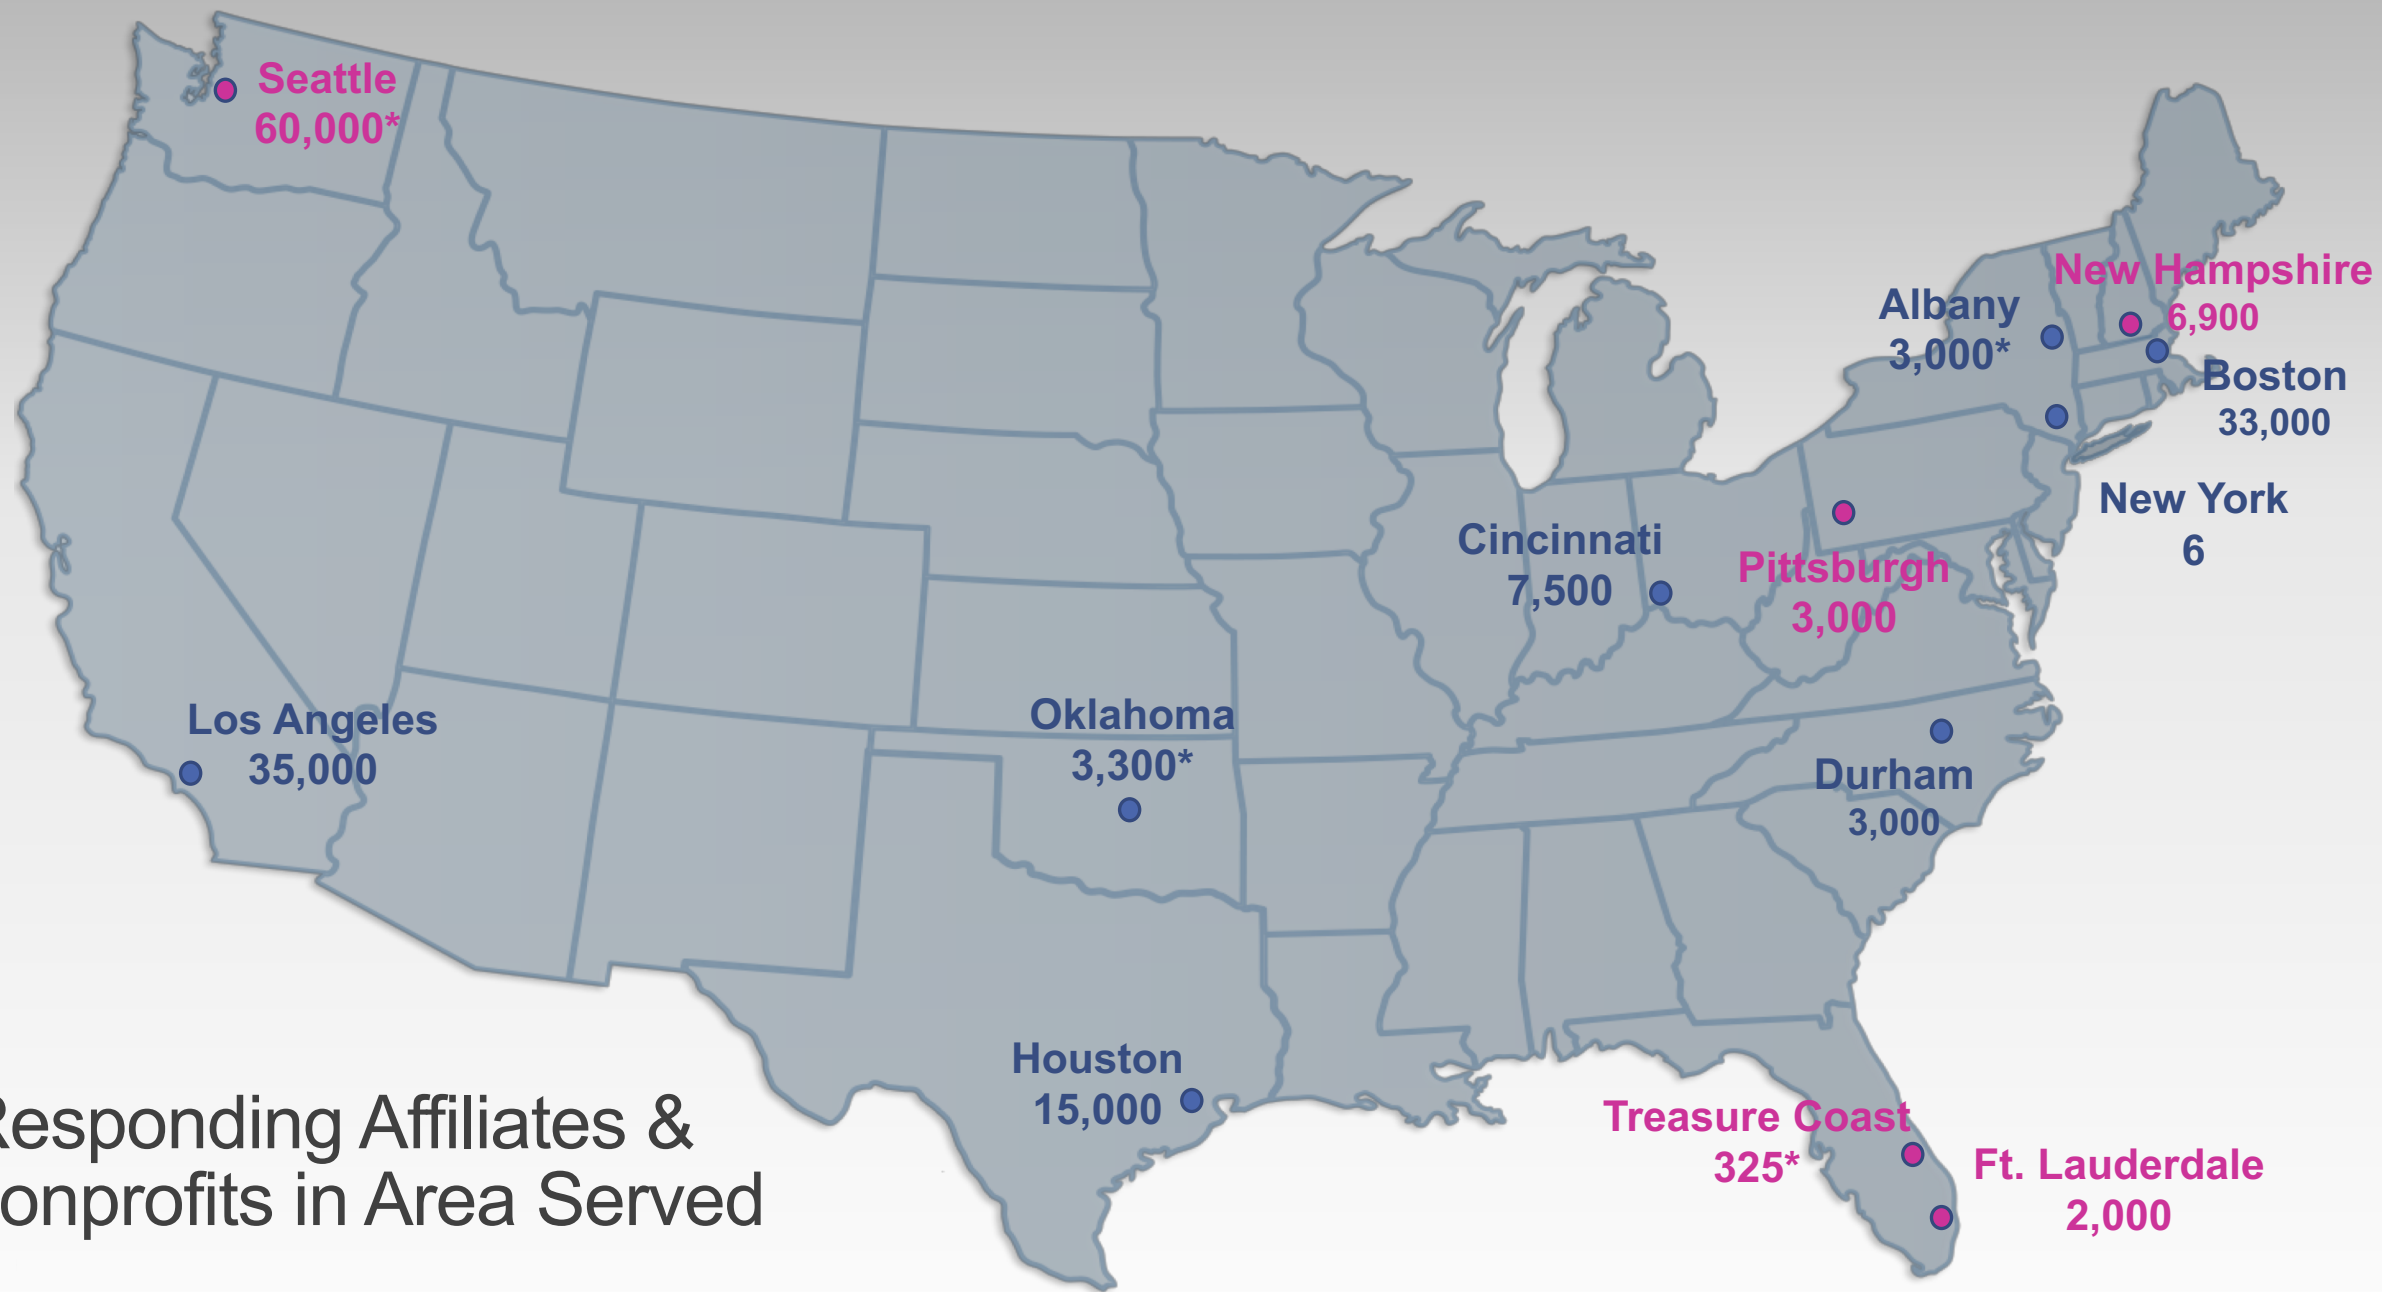 Seattle
60,000*
New Hampshire
6,900
Albany
3,000*
Boston
33,000
New York
6
Cincinnati
7,500
Pittsburgh
3,000
Los Angeles
35,000
Oklahoma
3,300*
Durham
3,000
Houston
15,000
Treasure Coast
325*
Ft. Lauderdale
2,000
Responding Affiliates &
onprofits in Area Served